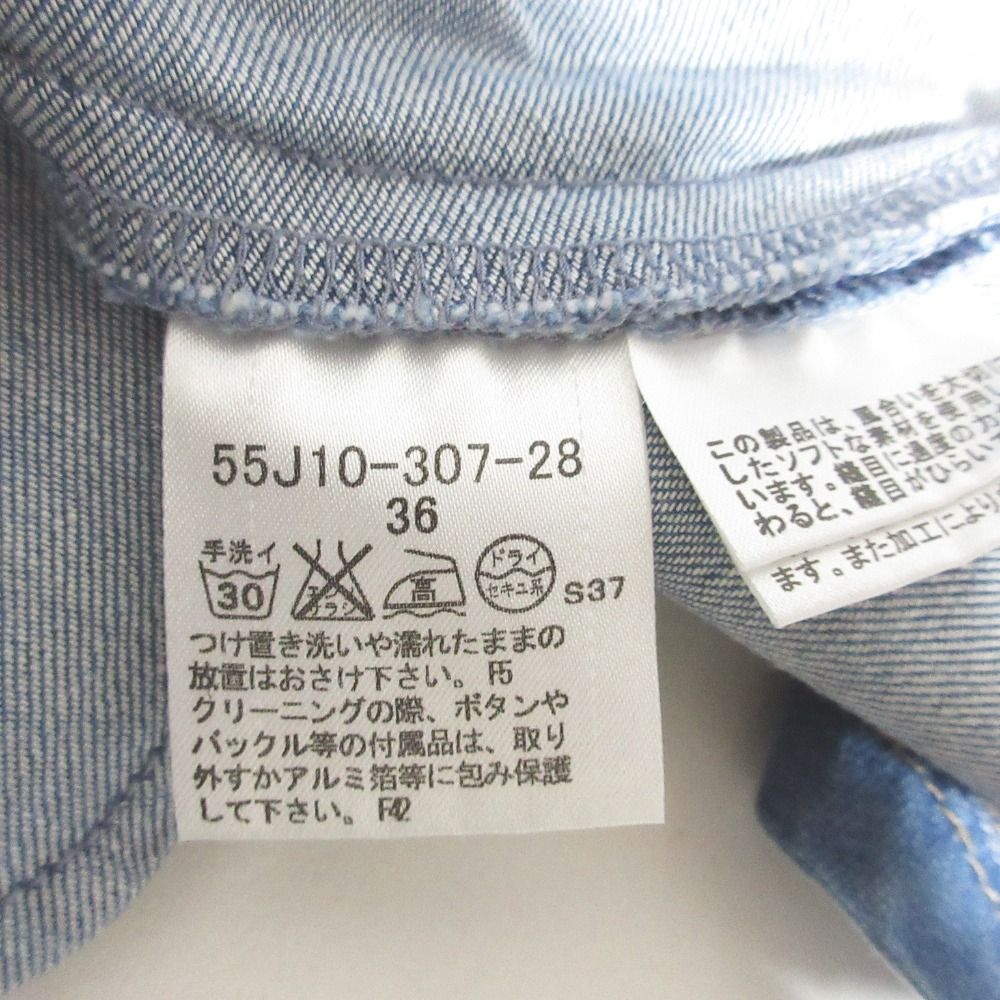 55J10-307-28
36
手洗イ
30
高
ドライ
セキユ系
S37
つけ置き洗いや濡れたままの
放置はおさけ下さい。 F5
クリーニングの際、ボタンや
バックル等の付属品は、取り
外すかアルミ箔等に包み保護
して下さい。 F42
この製品は、風合いを大切に
したソフトな素材を使用
います。縫目に過度の力
わると、縫目がひらい
ます。また加工により